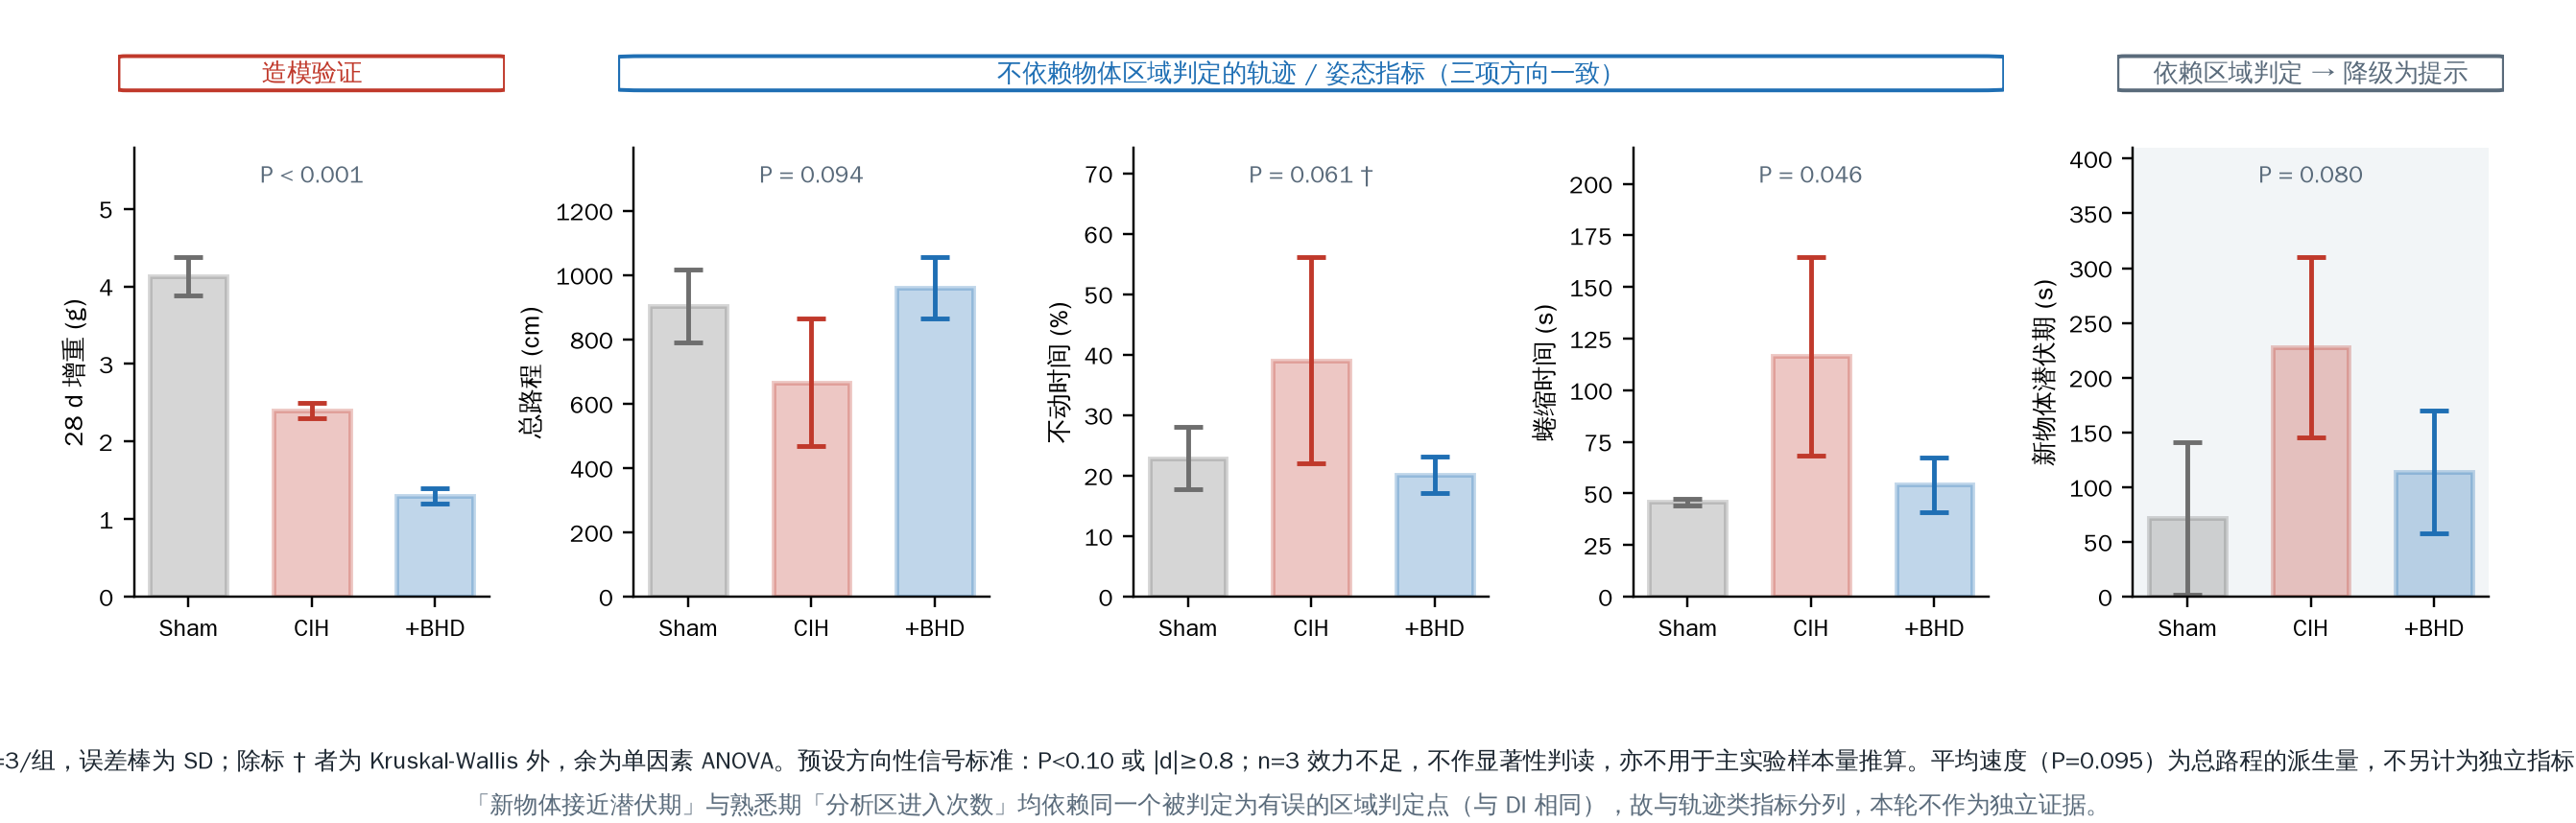 造模验证
不依赖物体区域判定的轨迹 / 姿态指标（三项方向一致）
依赖区域判定 → 降级为提示
P < 0.001
28 d 增重 (g)
5
4
3
2
1
0
Sham CIH +BHD
P = 0.094
总路程 (cm)
1200
1000
800
600
400
200
0
Sham CIH +BHD
P = 0.061 †
不动时间 (%)
70
60
50
40
30
20
10
0
Sham CIH +BHD
P = 0.046
蜷缩时间 (s)
200
175
150
125
100
75
50
25
0
Sham CIH +BHD
P = 0.080
新物体潜伏期 (s)
400
350
300
250
200
150
100
50
0
Sham CIH +BHD
=3/组，误差棒为 SD；除标 † 者为 Kruskal-Wallis 外，余为单因素 ANOVA。预设方向性信号标准：P<0.10 或 |d|≥0.8；n=3 效力不足，不作显著性判读，亦不用于主实验样本量推算。平均速度（P=0.095）为总路程的派生量，不另计为独立指标
「新物体接近潜伏期」与熟悉期「分析区进入次数」均依赖同一个被判定为有误的区域判定点（与 DI 相同），故与轨迹类指标分列，本轮不作为独立证据。